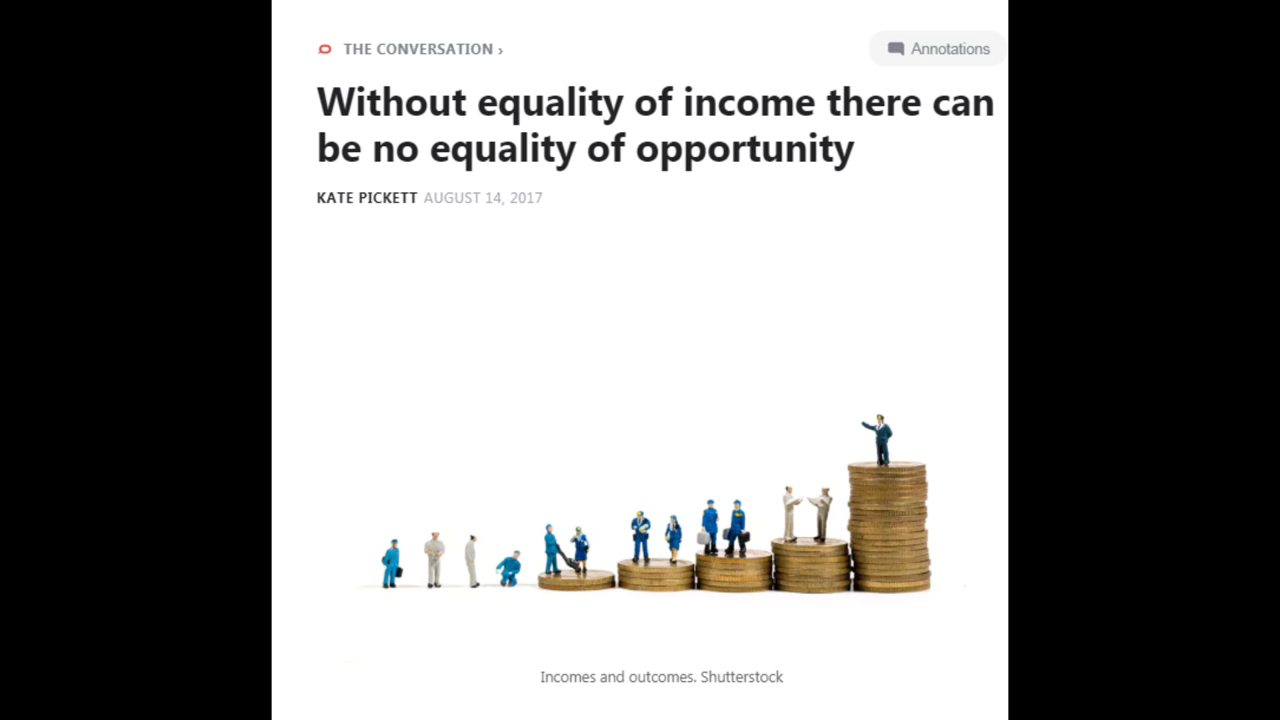 THE CONVERSATION ›
Annotations
Without equality of income there can
be no equality of opportunity
KATE PICKETT AUGUST 14, 2017
Incomes and outcomes. Shutterstock